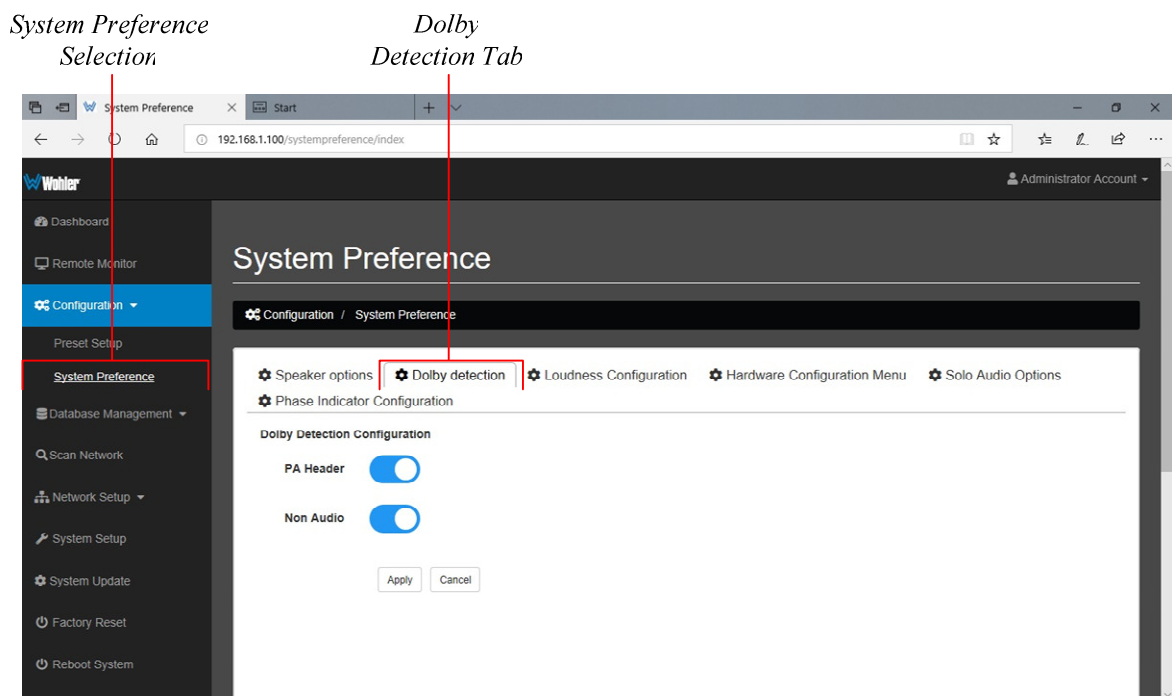 System Preference
Selection
Dolby
Detection Tab
System Preference
Start
192.168.1.100/systempreference/index
Wohler
Administrator Account
Dashboard
Remote Monitor
Configuration
Preset Setup
System Preference
Database Management
Scan Network
Network Setup
System Setup
System Update
Factory Reset
Reboot System
System Preference
Configuration / System Preference
Speaker options Dolby detection Loudness Configuration Hardware Configuration Menu Solo Audio Options
Phase Indicator Configuration
Dolby Detection Configuration
PA Header
Non Audio
Apply Cancel